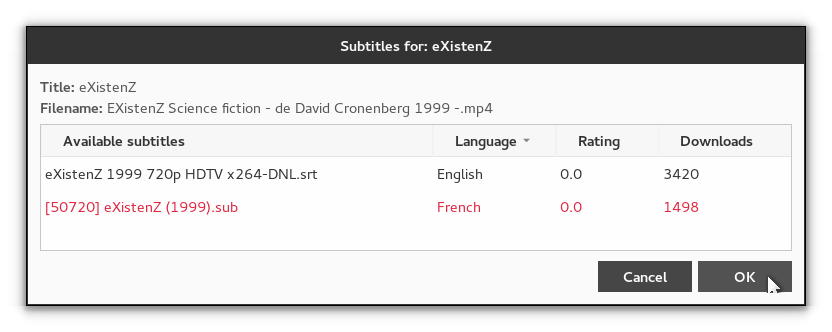 Subtitles for: eXistenZ
Title: eXistenZ
Filename: EXistenZ Science fiction - de David Cronenberg 1999 -.mp4
Available subtitles Language Rating Downloads
eXistenZ 1999 720p HDTV x264-DNL.srt English 0.0 3420
[50720] eXistenZ (1999).sub French 0.0 1498
Cancel OK